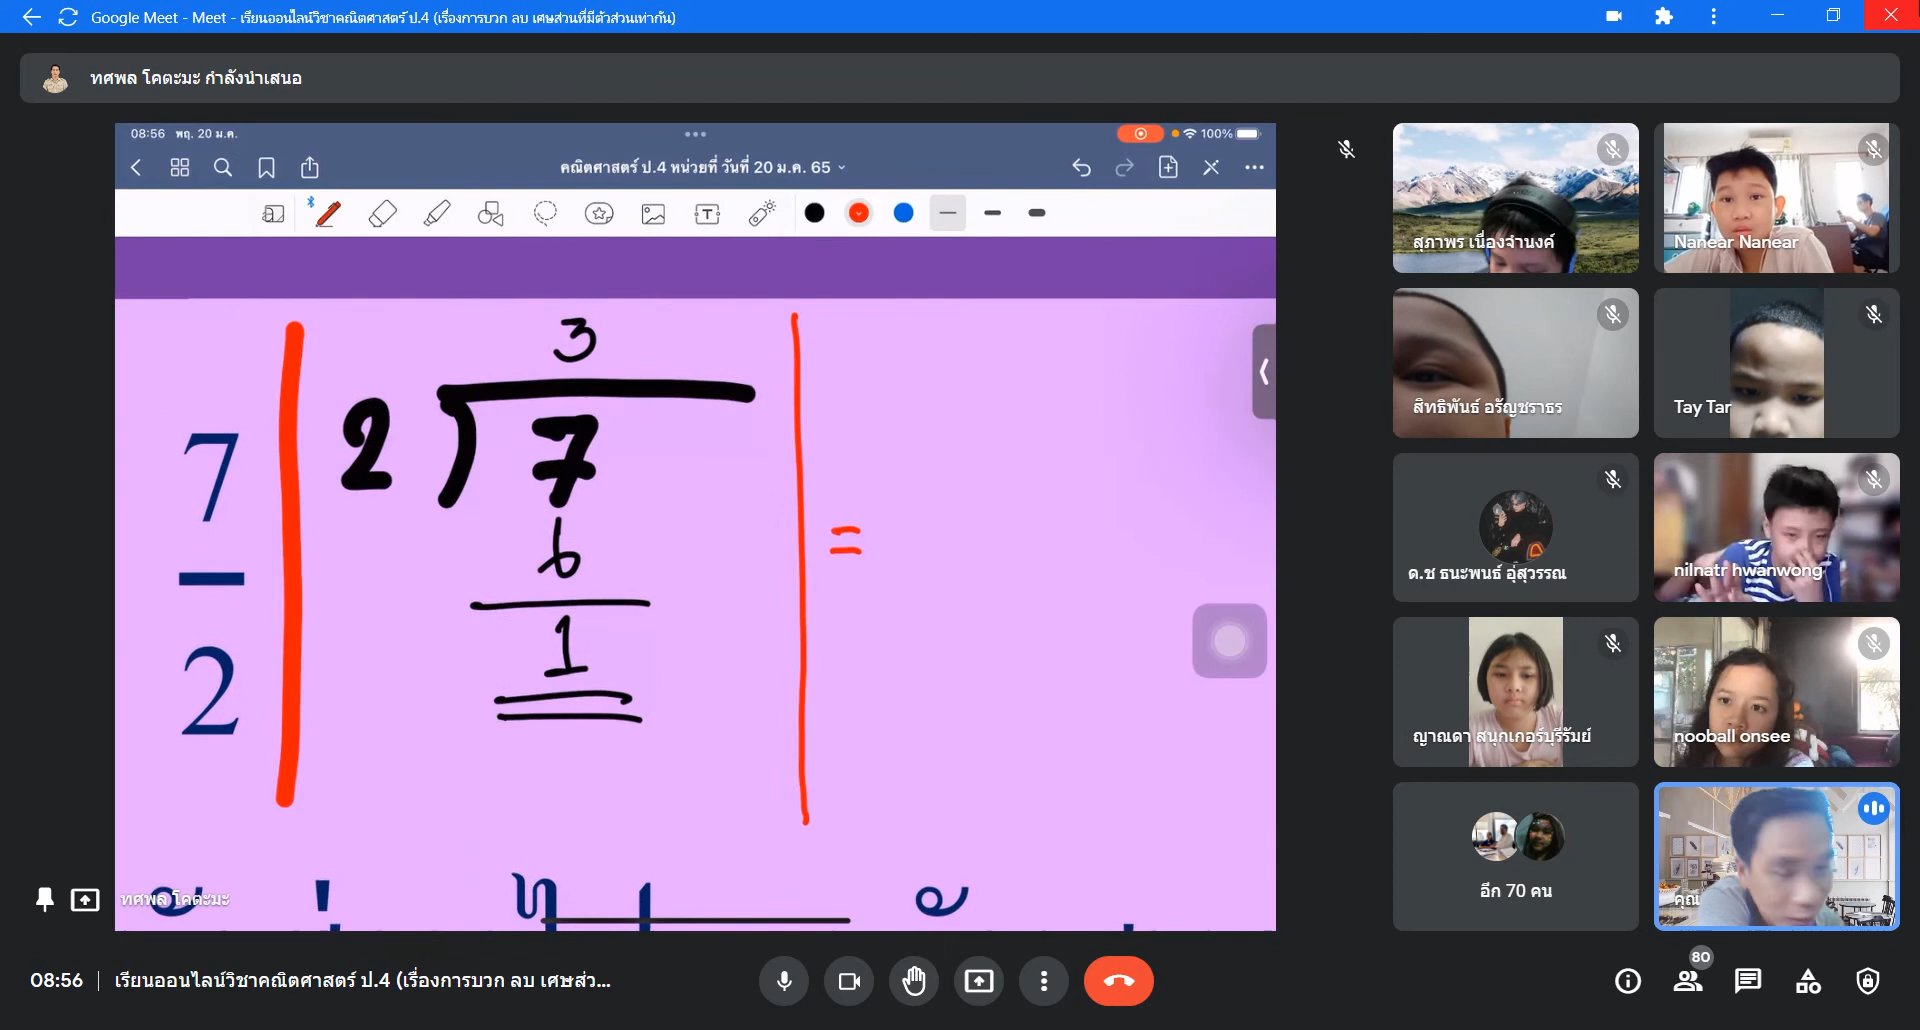 Google Meet - Meet - เรียนออนไลน์วิชาคณิตศาสตร์ ป.4 (เรื่องการบวก ลบ เศษส่วนที่มีตัวส่วนเท่ากัน)
ทศพล โคตะมะ กำลังนำเสนอ
08:56 พฤ. 20 ม.ค.
100%
คณิตศาสตร์ ป.4 หน่วยที่ วันที่ 20 ม.ค. 65
T
3
2 7
7
6
=
1
2
ทศพล โคตะมะ
สุภาพร เนื่องจำนงค์
Nanear Nanear
สิทธิพันธ์ อรัญชราธร
Tay Tar
ด.ช ธนะพนธ์ อุ่สุวรรณ
nilnatr hwanwong
ญาณดา สนุกเกอร์บุรีรัมย์
nooball onsee
อีก 70 คน
คุณ
08:56 เรียนออนไลน์วิชาคณิตศาสตร์ ป.4 (เรื่องการบวก ลบ เศษส่ว...
80